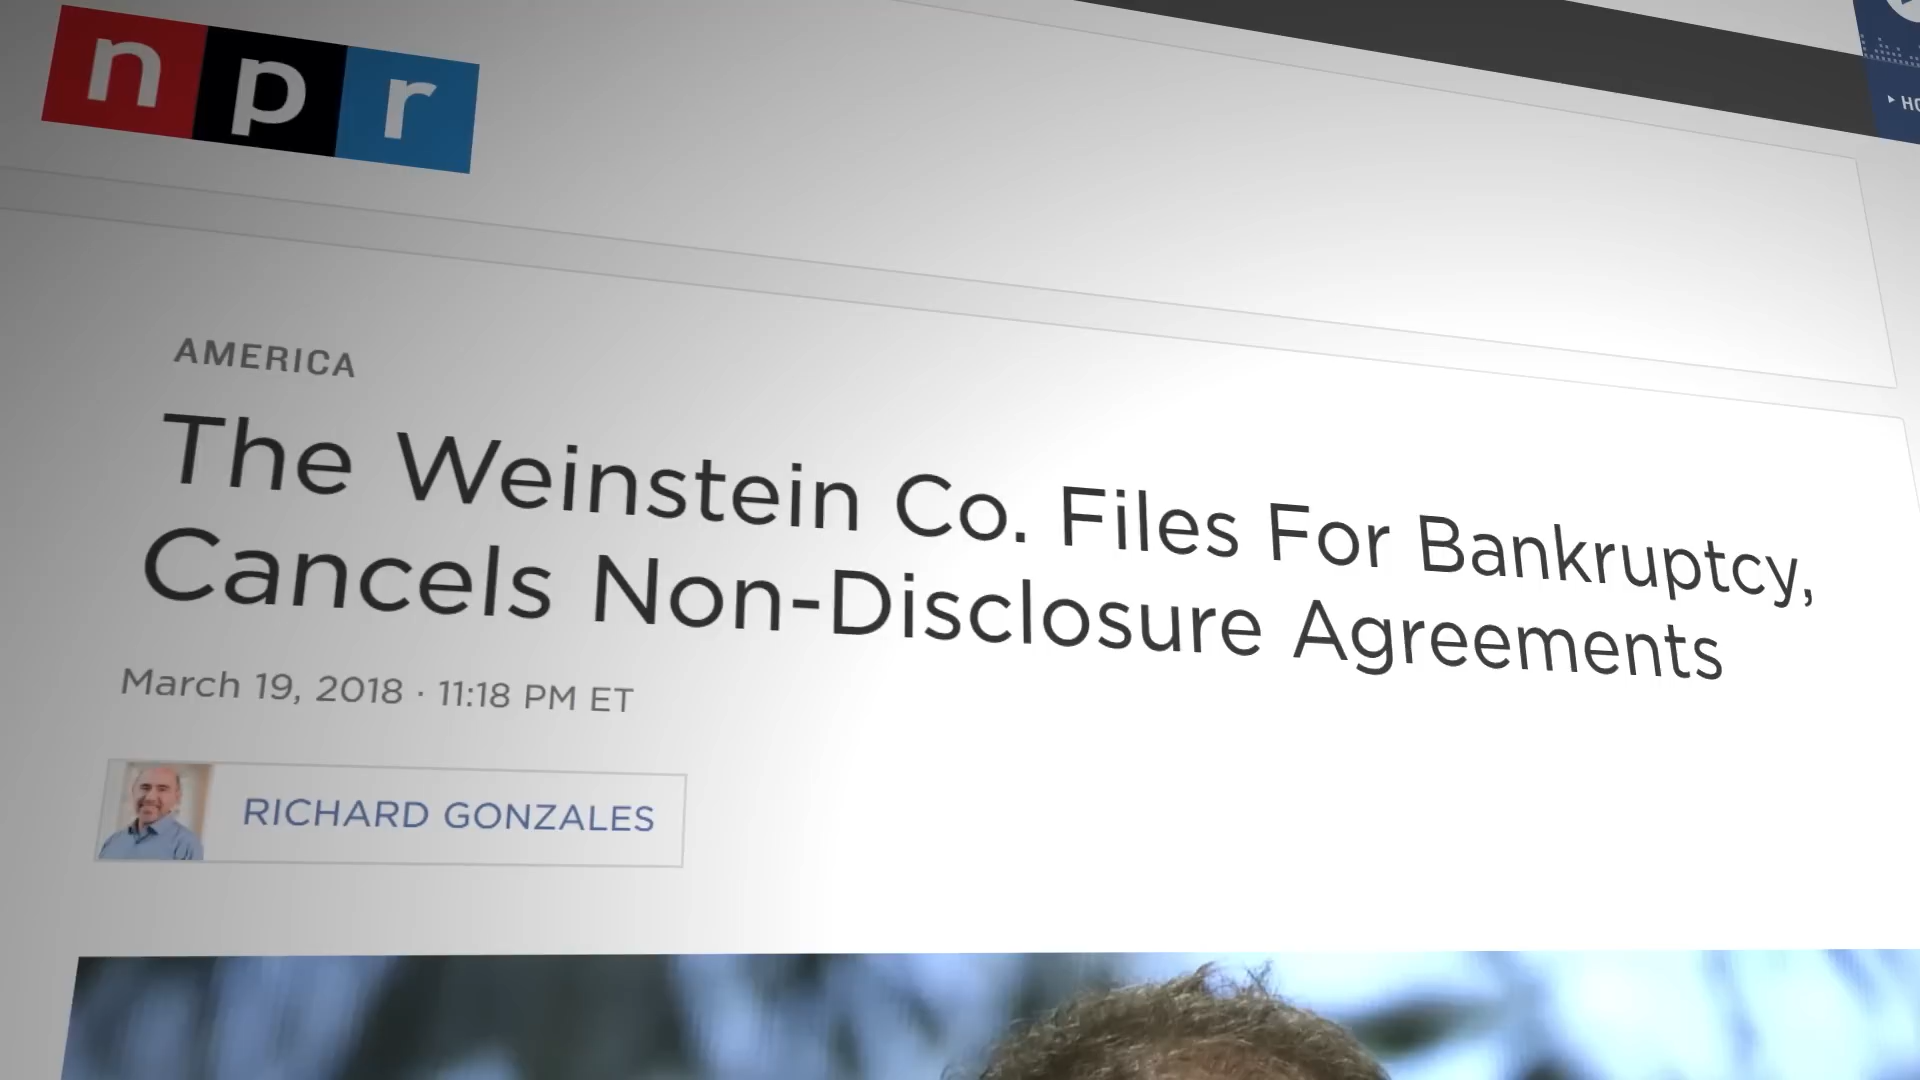 npr
AMERICA
The Weinstein Co. Files For Bankruptcy,
Cancels Non-Disclosure Agreements
March 19, 2018 · 11:18 PM ET
RICHARD GONZALES